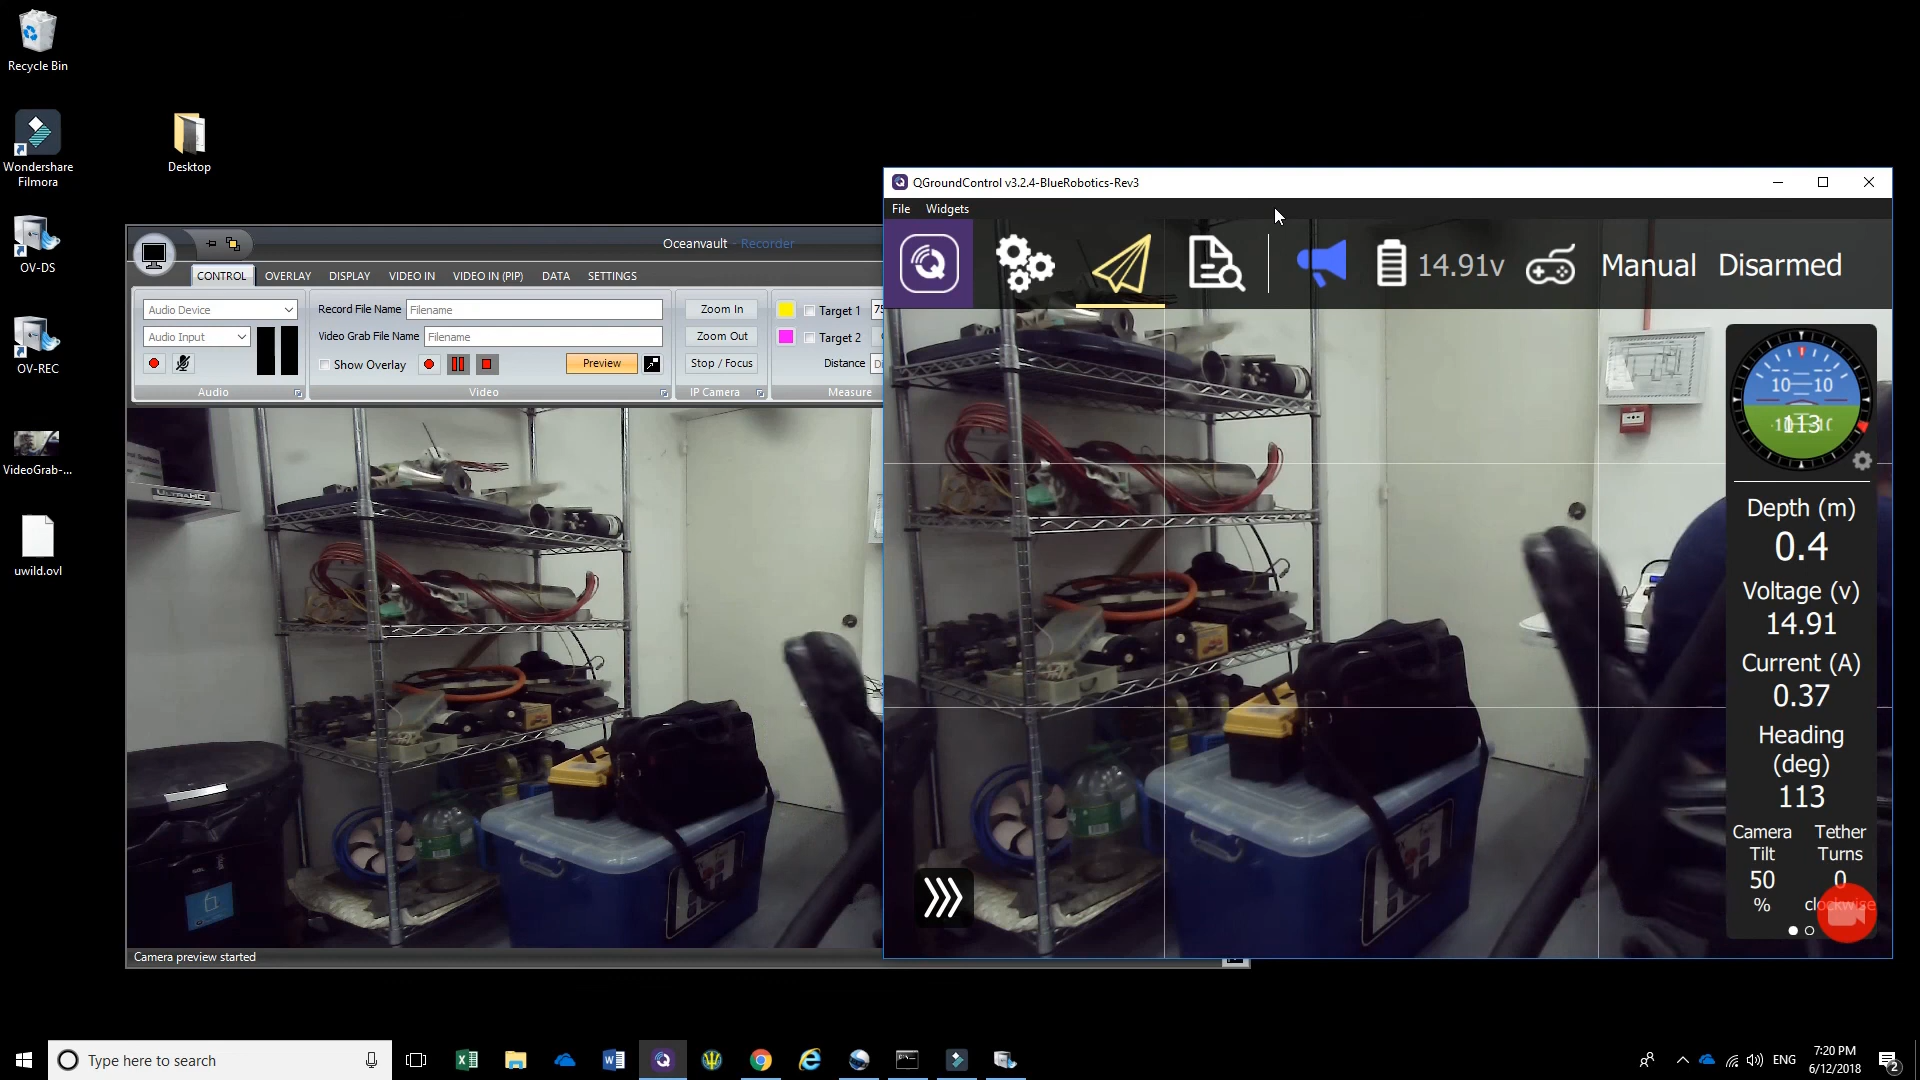 Recycle Bin
Wondershare
Filmora
Desktop
OV-DS
OV-REC
VideoGrab-...
uwild.ovl
Oceanvault - Recorder
CONTROL OVERLAY DISPLAY VIDEO IN VIDEO IN (PIP) DATA SETTINGS
Audio Device
Audio Input
Audio
Record File Name Filename
Video Grab File Name Filename
Show Overlay Preview
Video
Zoom In
Zoom Out
Stop / Focus
IP Camera
Target 1 75
Target 2
Distance Di
Measure
ULTRAHD
Camera preview started
QGroundControl v3.2.4-BlueRobotics-Rev3
File Widgets
14.91v Manual Disarmed
10 10
113
Depth (m)
0.4
Voltage (v)
14.91
Current (A)
0.37
Heading
(deg)
113
Camera
Tilt
50
%
Tether
Turns
0
clockwise
Type here to search
ENG
7:20 PM
6/12/2018
2